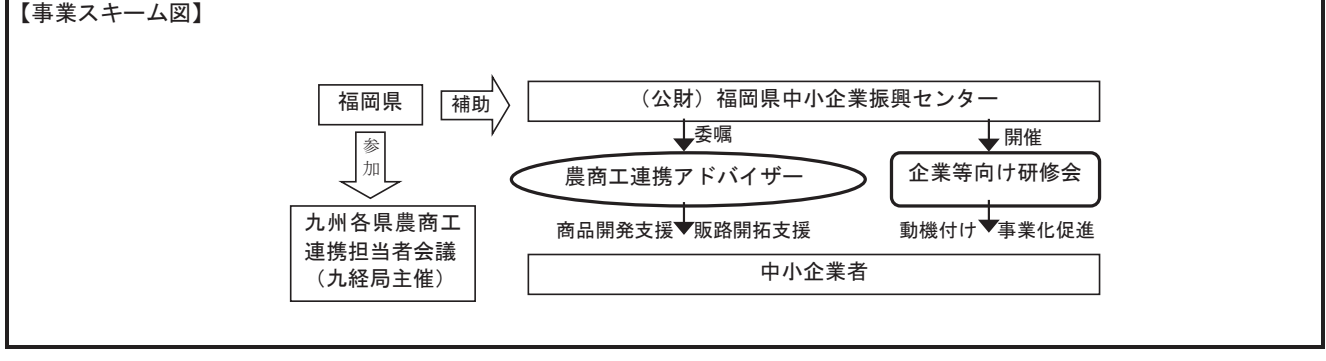 【事業スキーム図】
福岡県
補助
（公財）福岡県中小企業振興センター
参
加
委嘱
開催
農商工連携アドバイザー
企業等向け研修会
九州各県農商工
連携担当者会議
（九経局主催）
商品開発支援
販路開拓支援
動機付け
事業化促進
中小企業者